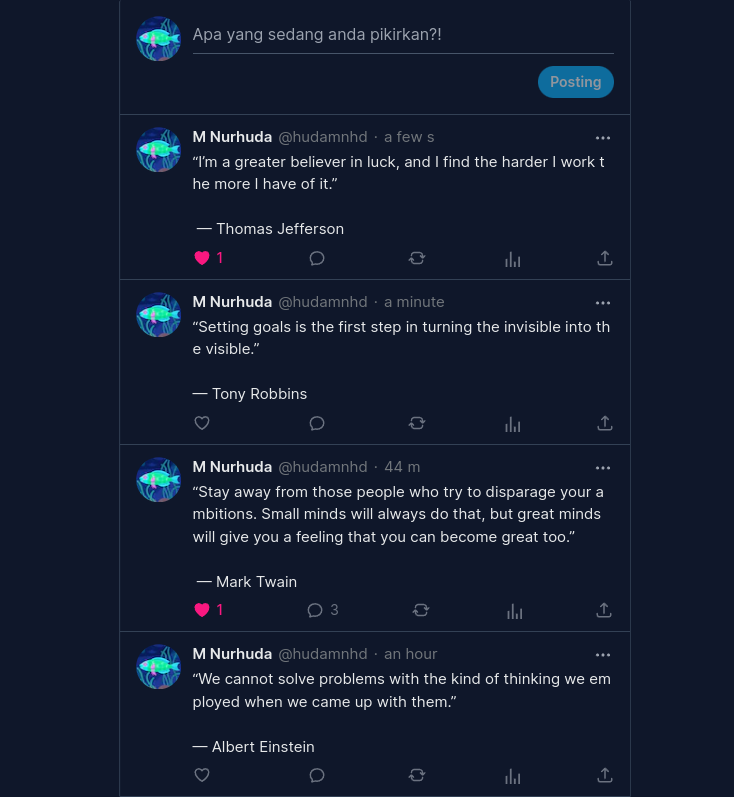 Apa yang sedang anda pikirkan?!
Posting
M Nurhuda @hudamnhd · a few s
“I’m a greater believer in luck, and I find the harder I work t
he more I have of it.”
— Thomas Jefferson
1
M Nurhuda @hudamnhd · a minute
“Setting goals is the first step in turning the invisible into th
e visible.”
— Tony Robbins
M Nurhuda @hudamnhd · 44 m
“Stay away from those people who try to disparage your a
mbitions. Small minds will always do that, but great minds
will give you a feeling that you can become great too.”
— Mark Twain
1 3
M Nurhuda @hudamnhd · an hour
“We cannot solve problems with the kind of thinking we em
ployed when we came up with them.”
— Albert Einstein